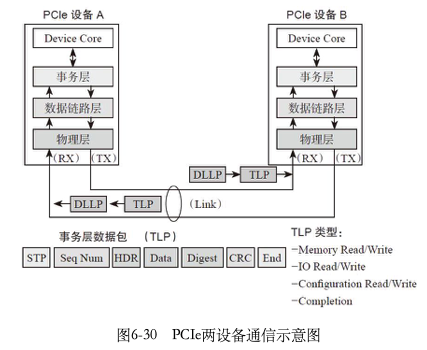 PCIe 设备 A
PCIe 设备 B
Device Core
Device Core
事务层
事务层
数据链路层
数据链路层
物理层
物理层
(RX) (TX)
(RX) (TX)
DLLP TLP
DLLP TLP
(Link)
事务层数据包 (TLP)
STP Seq Num HDR Data Digest CRC End
TLP 类型:
−Memory Read/Write
−IO Read/Write
−Configuration Read/Write
−Completion
图6-30 PCIe两设备通信示意图